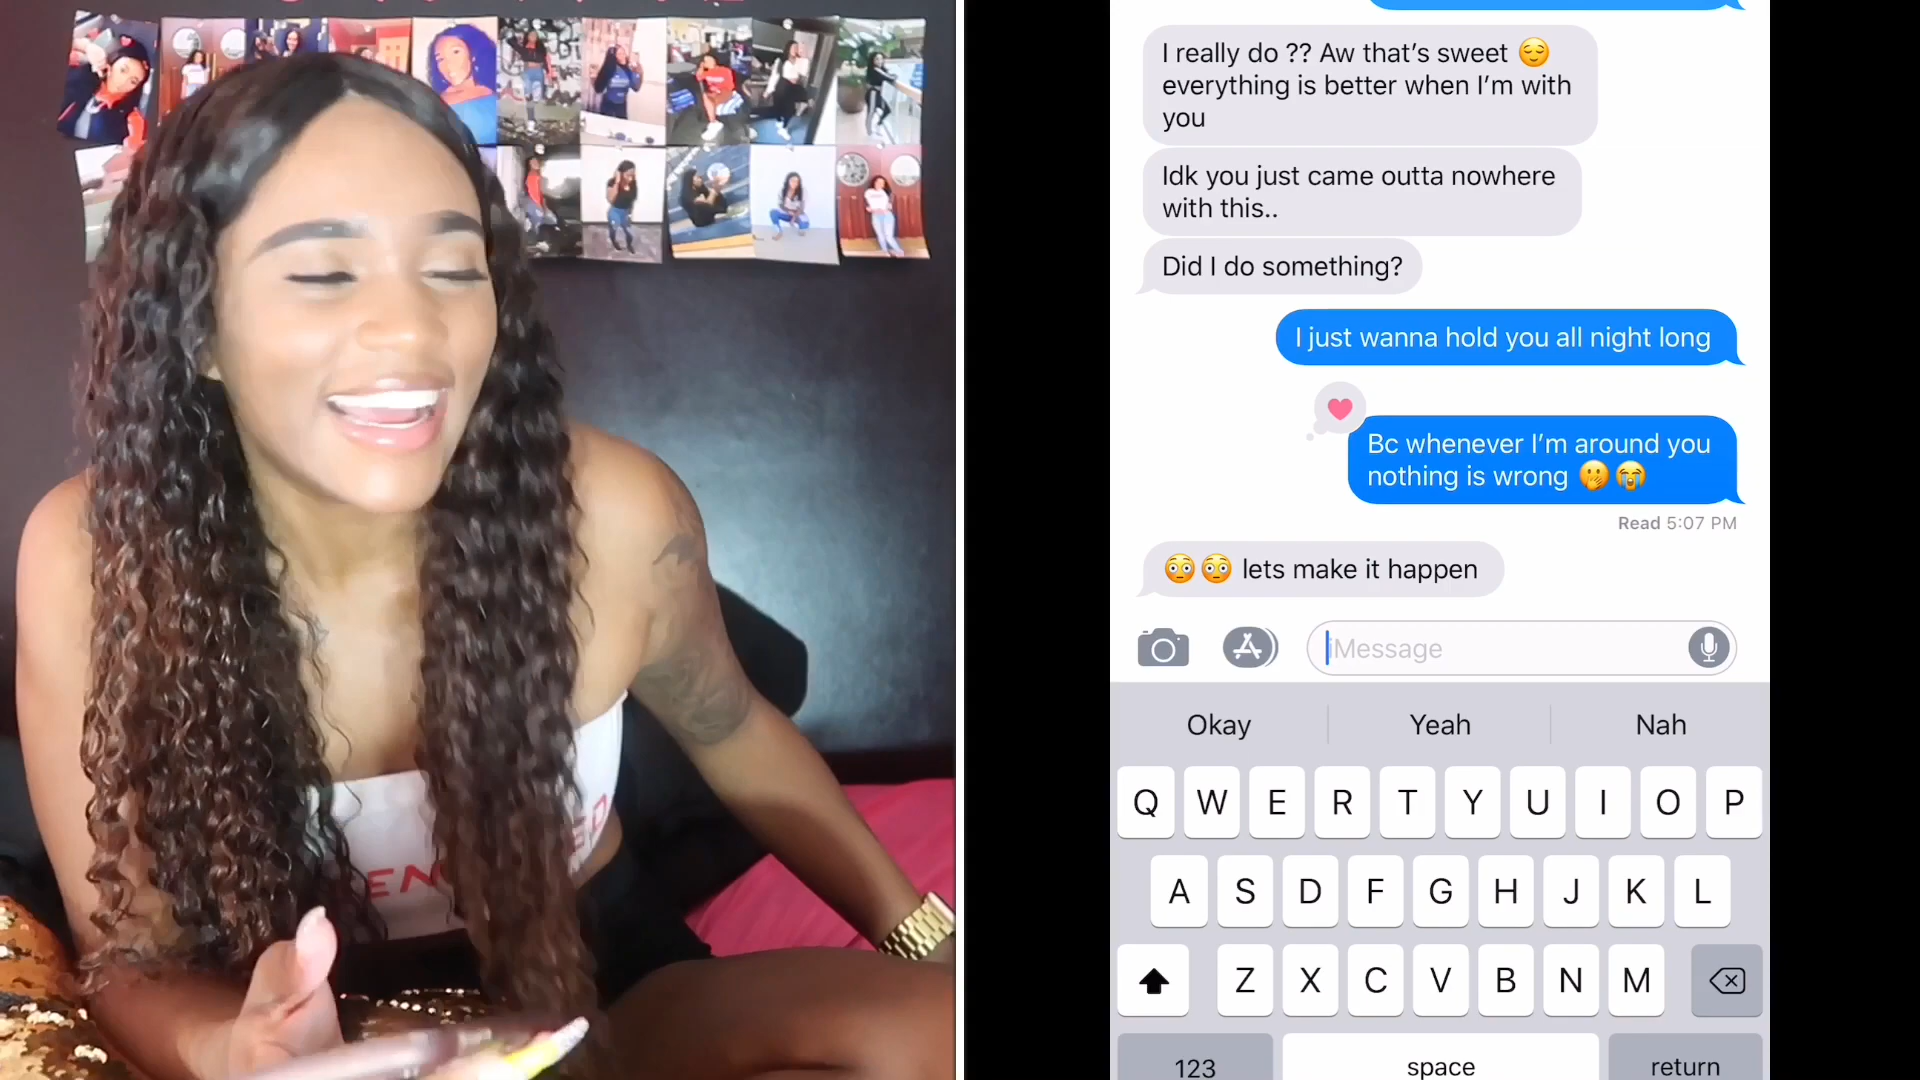 I really do ?? Aw that's sweet 😌
everything is better when I'm with
you
Idk you just came outta nowhere
with this..
Did I do something?
I just wanna hold you all night long
Bc whenever I'm around you
nothing is wrong 🤭😭
Read 5:07 PM
😳😳 lets make it happen
iMessage
Okay Yeah Nah
Q W E R T Y U I O P
A S D F G H J K L
Z X C V B N M
123 space return